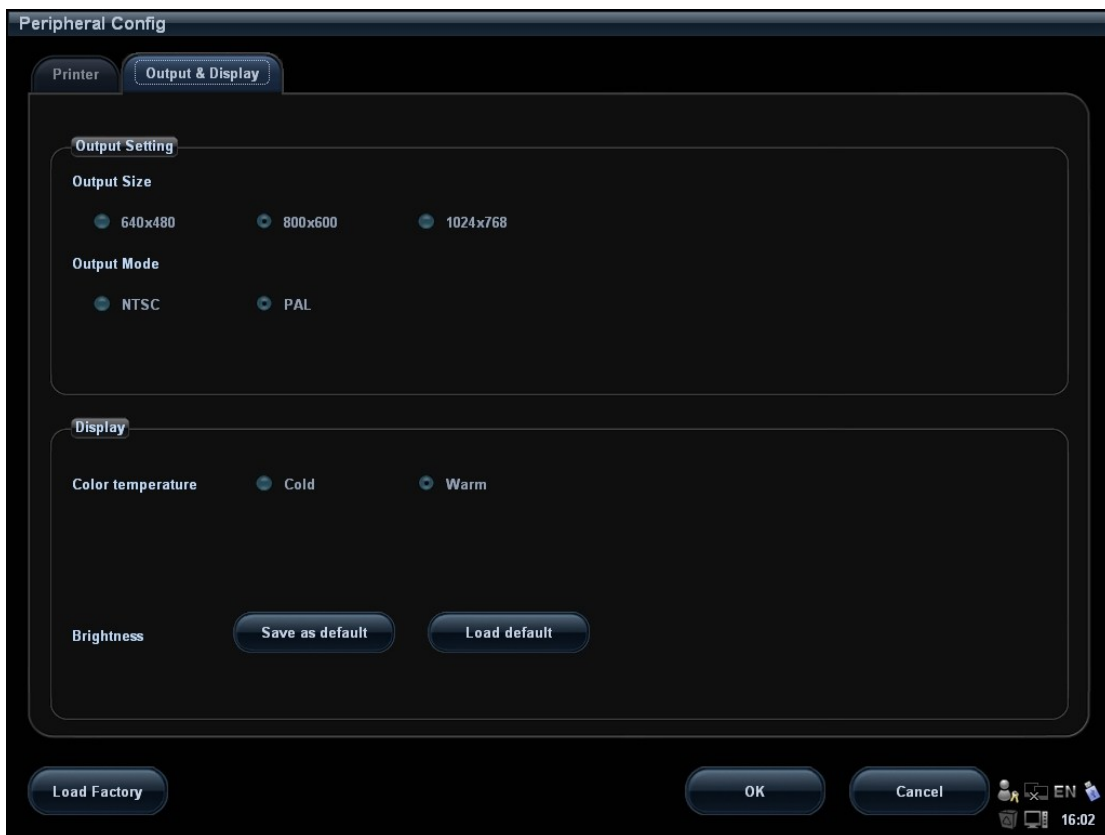 Peripheral Config
Printer
Output & Display
Output Setting
Output Size
640x480 800x600 1024x768
Output Mode
NTSC PAL
Display
Color temperature Cold Warm
Brightness Save as default Load default
Load Factory OK Cancel EN
16:02